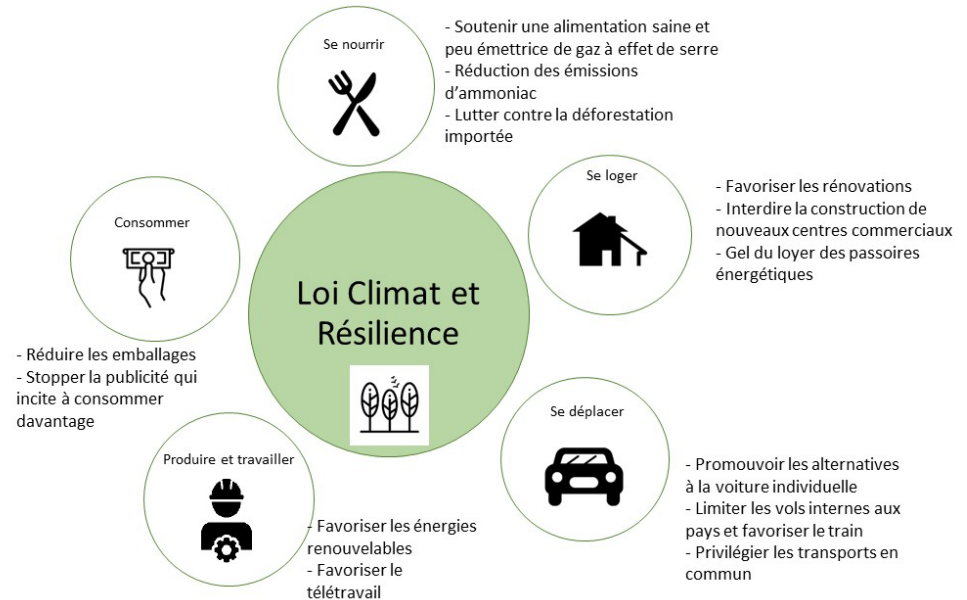 Se nourrir
- Soutenir une alimentation saine et
peu émettrice de gaz à effet de serre
- Réduction des émissions
d’ammoniac
- Lutter contre la déforestation
importée
Se loger
- Favoriser les rénovations
- Interdire la construction de
nouveaux centres commerciaux
- Gel du loyer des passoires
énergétiques
Consommer
- Réduire les emballages
- Stopper la publicité qui
incite à consommer
davantage
Loi Climat et
Résilience
Se déplacer
- Promouvoir les alternatives
à la voiture individuelle
- Limiter les vols internes aux
pays et favoriser le train
- Privilégier les transports en
commun
Produire et travailler
- Favoriser les énergies
renouvelables
- Favoriser le
télétravail